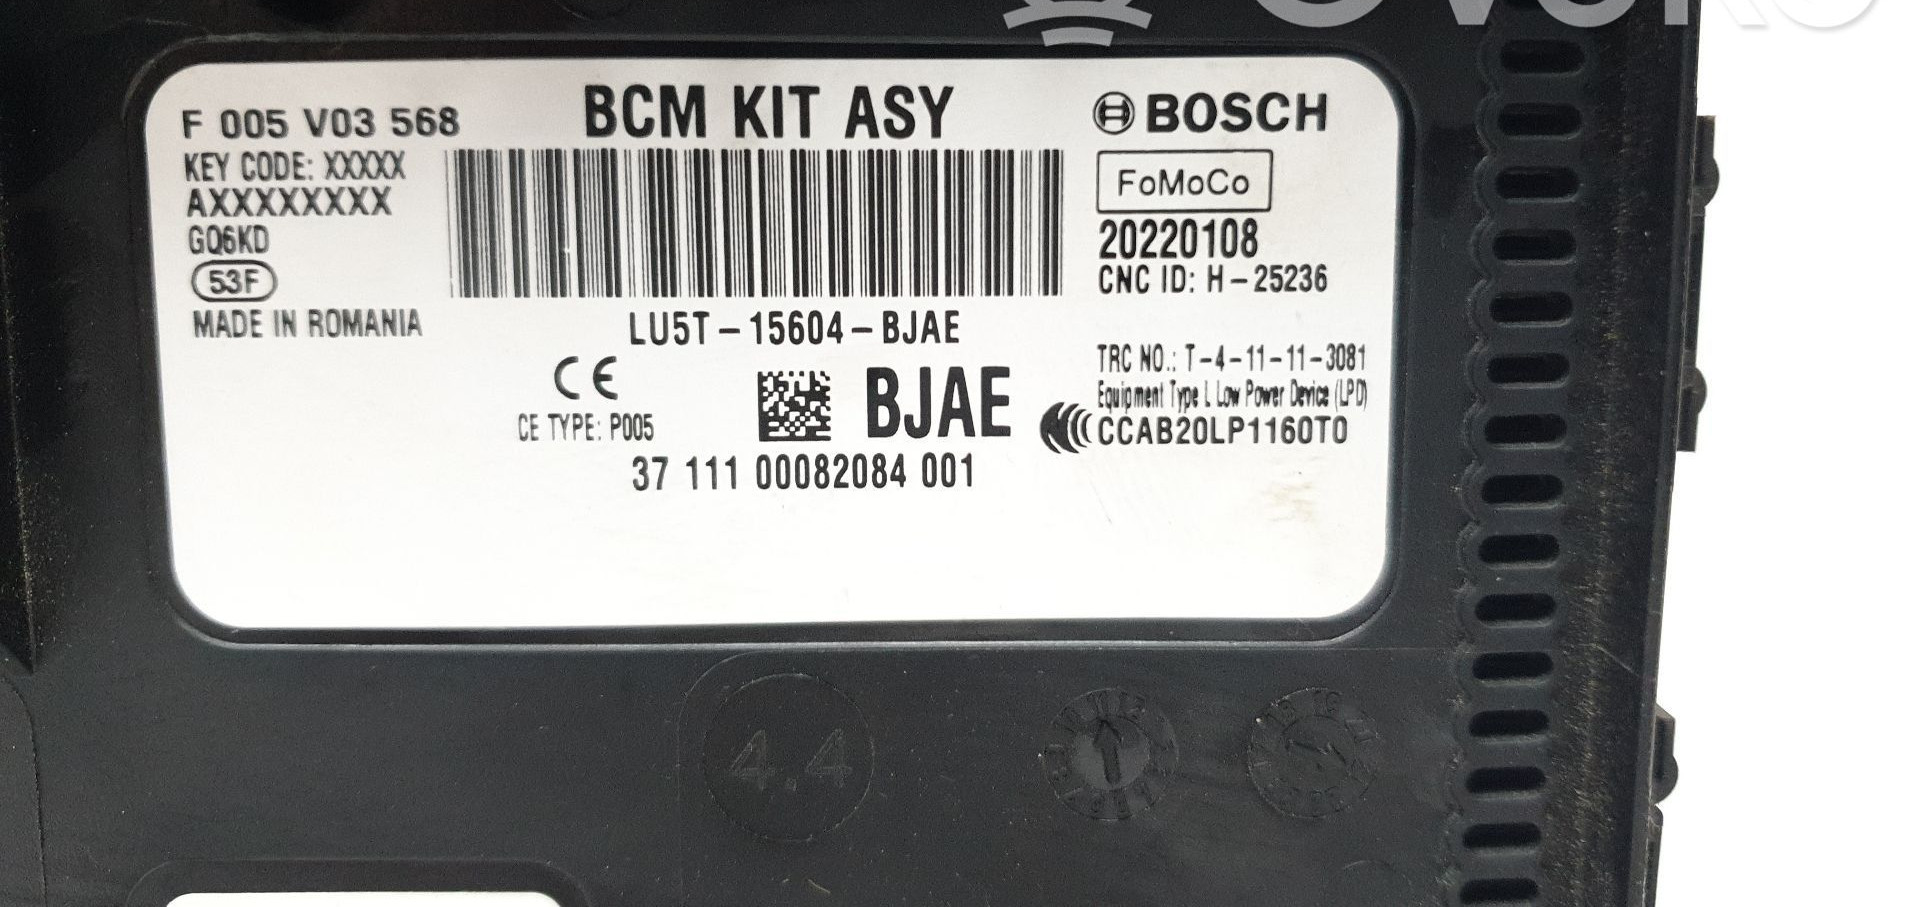 F 005 V03 568
KEY CODE: XXXXX
AXXXXXXXXX
GQ6KD
53F
MADE IN ROMANIA
BCM KIT ASY
LU5T-15604-BJAE
CE
CE TYPE: P005
BJAE
37 111 00082084 001
BOSCH
FoMoCo
20220108
CNC ID: H-25236
TRC NO.: T-4-11-11-3081
Equipment Type I, Low Power Device (LPD)
CCAB20LP1160T0
4.4